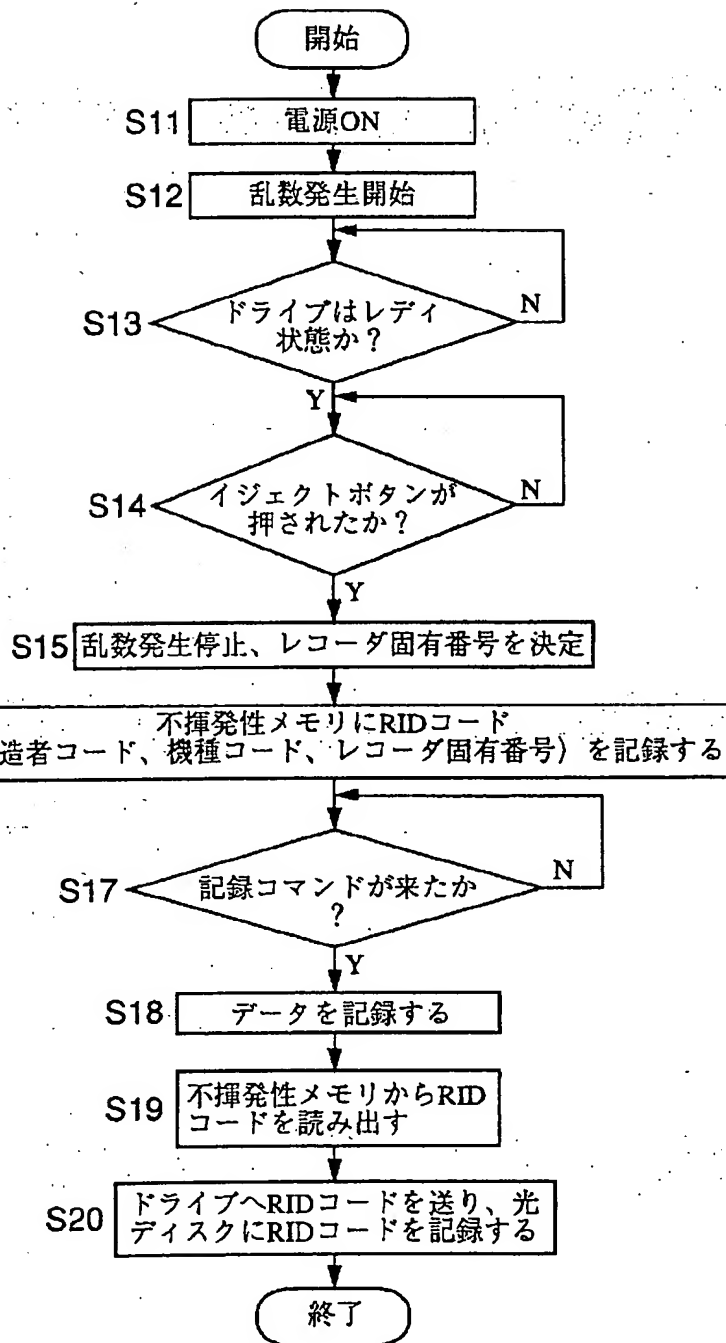 開始
S11 電源ON
S12 乱数発生開始
S13 ドライブはレディ
状態か？
N
Y
S14 イジェクトボタンが
押されたか？
N
Y
S15 乱数発生停止、レコーダ固有番号を決定
不揮発性メモリにRIDコード
造者コード、機種コード、レコーダ固有番号）を記録する
S17 記録コマンドが来たか
？
N
Y
S18 データを記録する
S19 不揮発性メモリからRID
コードを読み出す
S20 ドライブへRIDコードを送り、光
ディスクにRIDコードを記録する
終了